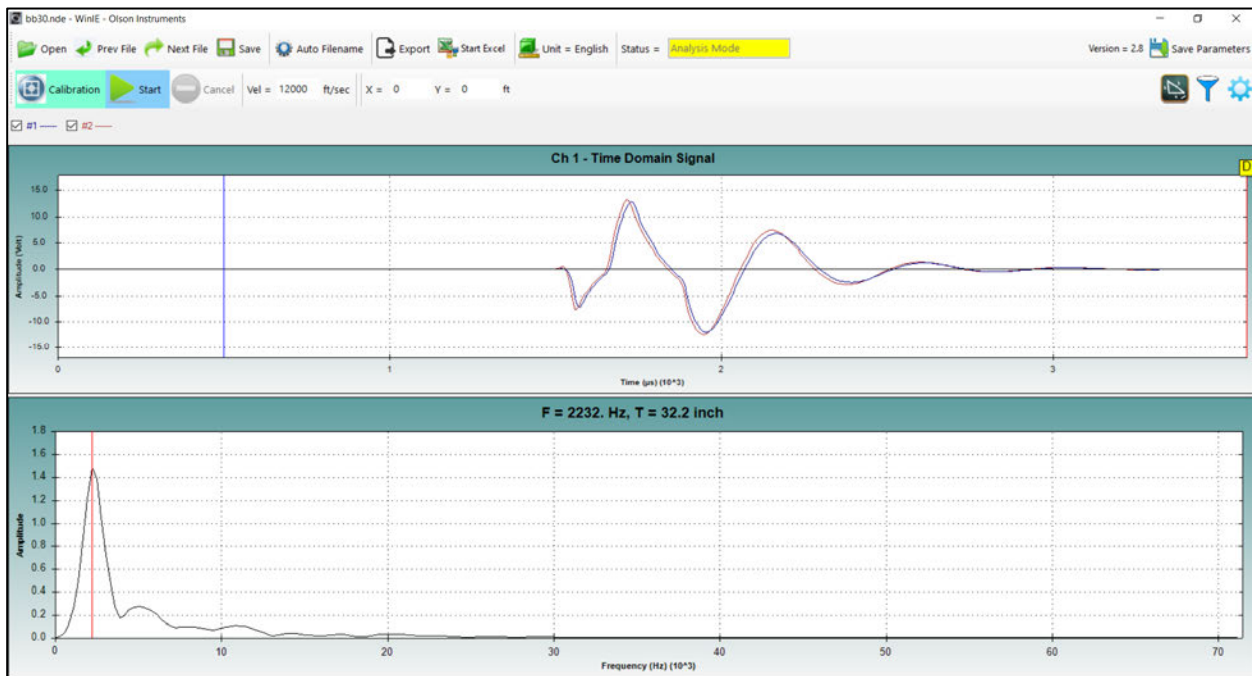 bb30.nde - WinIE - Olson Instruments
Open Prev File Next File Save Auto Filename Export Start Excel Unit = English Status = Analysis Mode Version = 2.8 Save Parameters
Calibration Start Cancel Vel = 12000 ft/sec X = 0 Y = 0 ft
#1 #2
Ch 1 - Time Domain Signal
D
Amplitude (Volt)
15.0
10.0
5.0
0.0
-5.0
-10.0
-15.0
0 1 2 3
Time (µs) (10^3)
F = 2232. Hz, T = 32.2 inch
Amplitude
1.8
1.6
1.4
1.2
1.0
0.8
0.6
0.4
0.2
0.0
0 10 20 30 40 50 60 70
Frequency (Hz) (10^3)